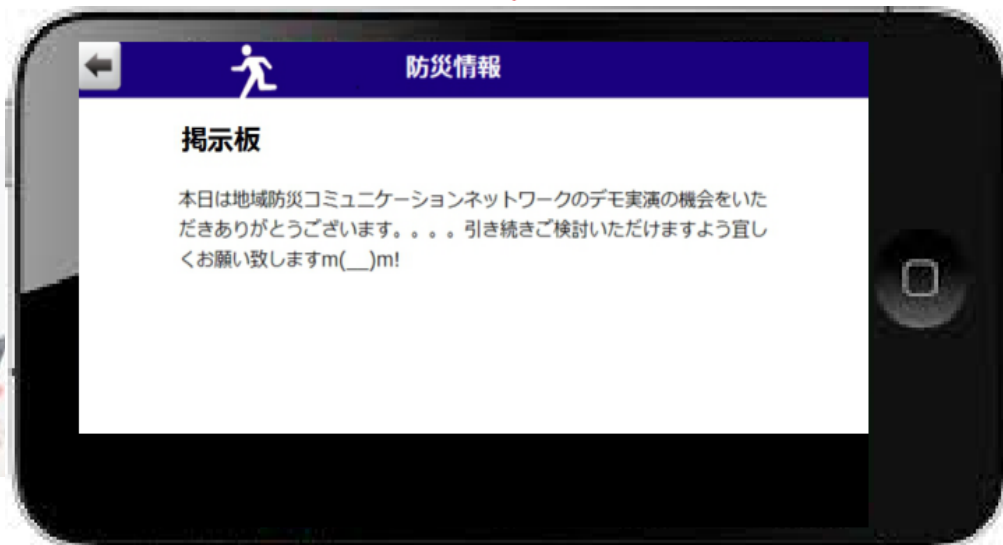 防災情報
掲示板
本日は地域防災コミュニケーションネットワークのデモ実演の機会をいた
だきありがとうございます。。。。引き続きご検討いただけますよう宜し
くお願い致しますm(__)m!